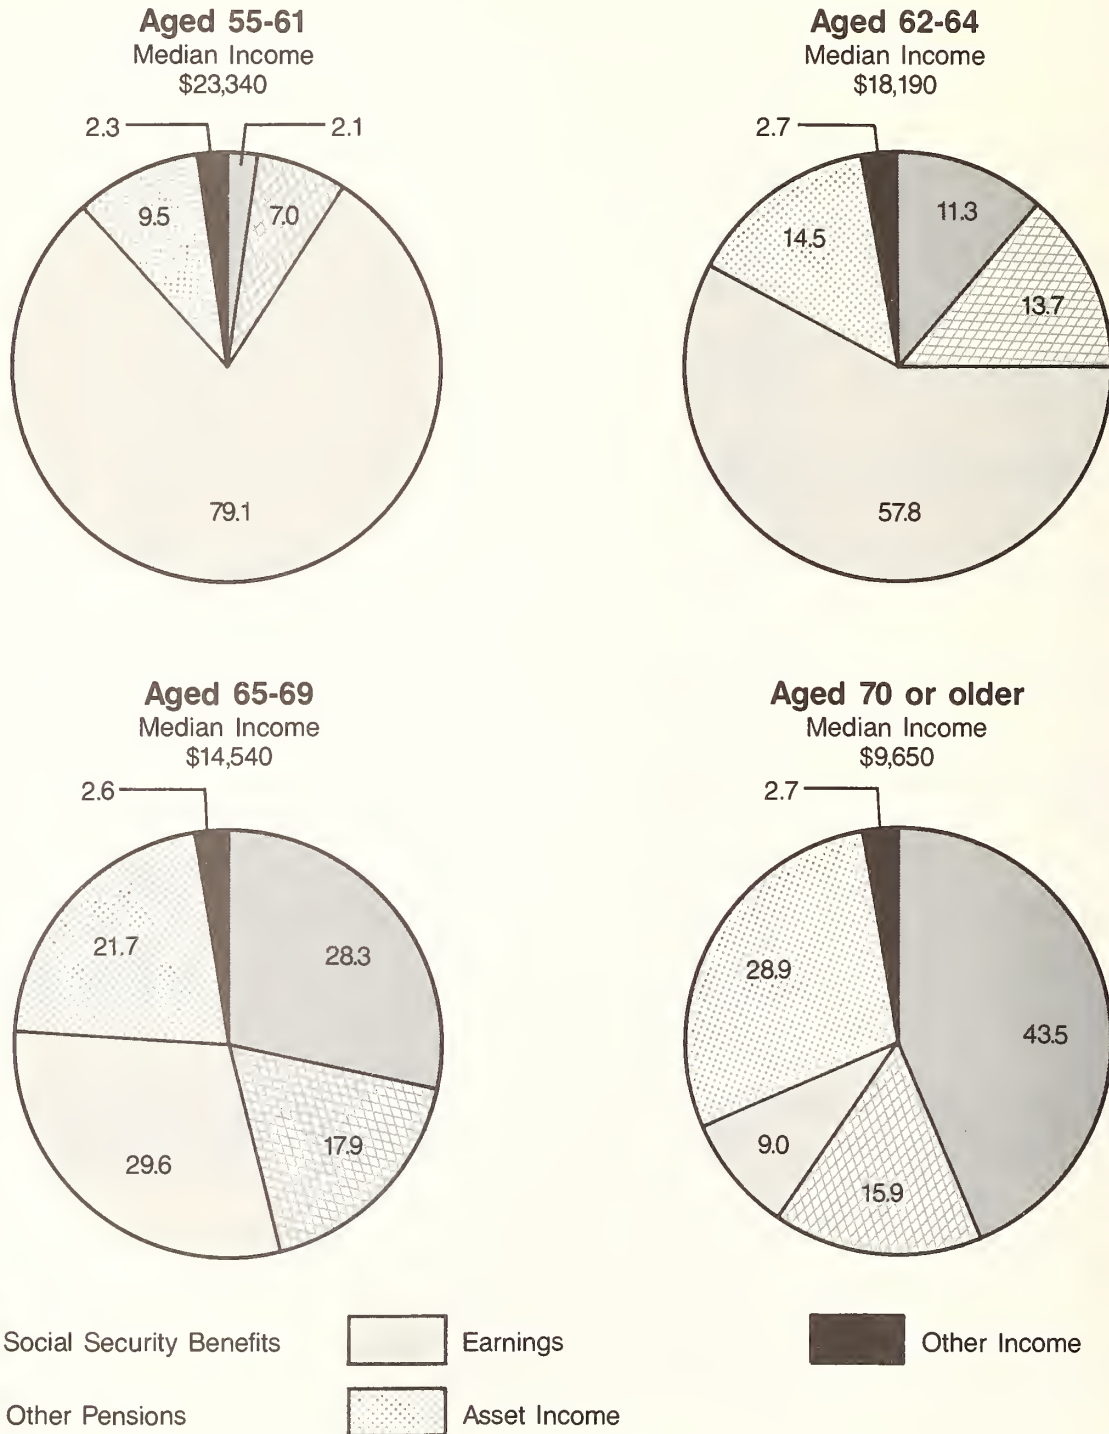 Aged 55-61
Median Income
$23,340
2.3
2.1
9.5
7.0
79.1
Aged 62-64
Median Income
$18,190
2.7
11.3
14.5
13.7
57.8
Aged 65-69
Median Income
$14,540
2.6
21.7
28.3
29.6
17.9
Aged 70 or older
Median Income
$9,650
2.7
28.9
43.5
9.0
15.9
Social Security Benefits
Earnings
Other Income
Other Pensions
Asset Income